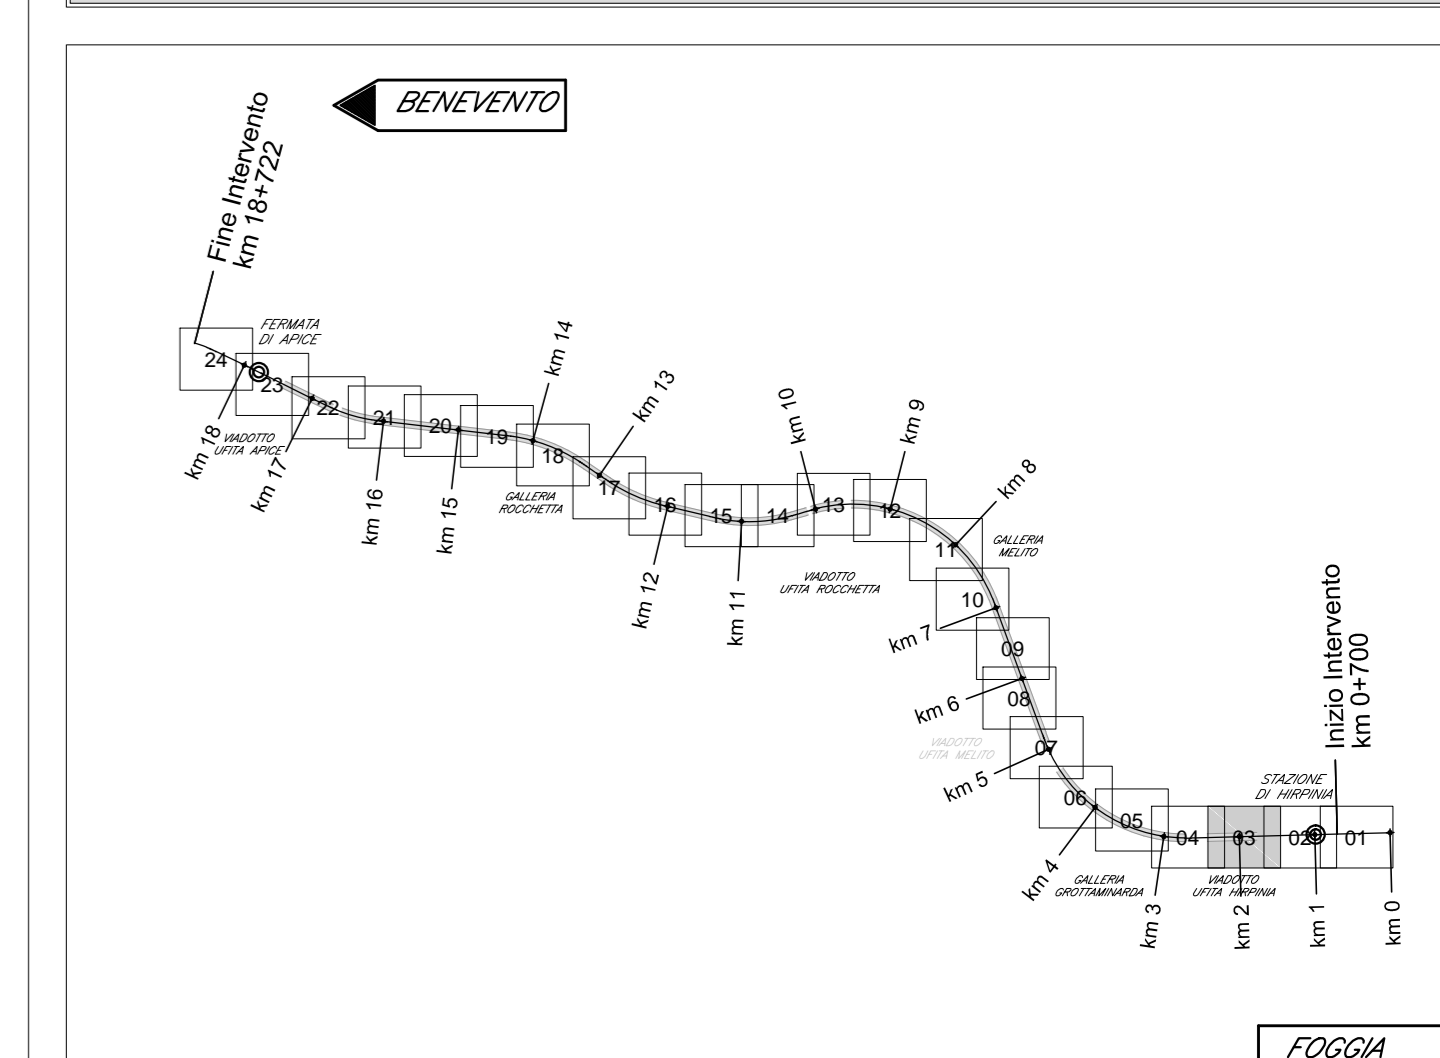 BENEVENTO
Fine Intervento
km 18+722
FERMATA
DI APICE
24
23
22
21
20
19
18
17
16
15
14
13
12
11
10
09
08
07
06
05
04
03
02
01
km 18
VIADOTTO
UFITA APICE
km 17
km 16
km 15
km 14
GALLERIA
ROCCHETTA
km 13
km 12
km 11
km 10
VIADOTTO
UFITA ROCCHETTA
km 9
km 8
GALLERIA
MELITO
km 7
km 6
VIADOTTO
UFITA MELITO
km 5
km 4
GALLERIA
GROTTAMINARDA
km 3
VIADOTTO
UFITA HIRPINIA
km 2
STAZIONE
DI HIRPINIA
km 1
Inizio Intervento
km 0+700
km 0
FOGGIA